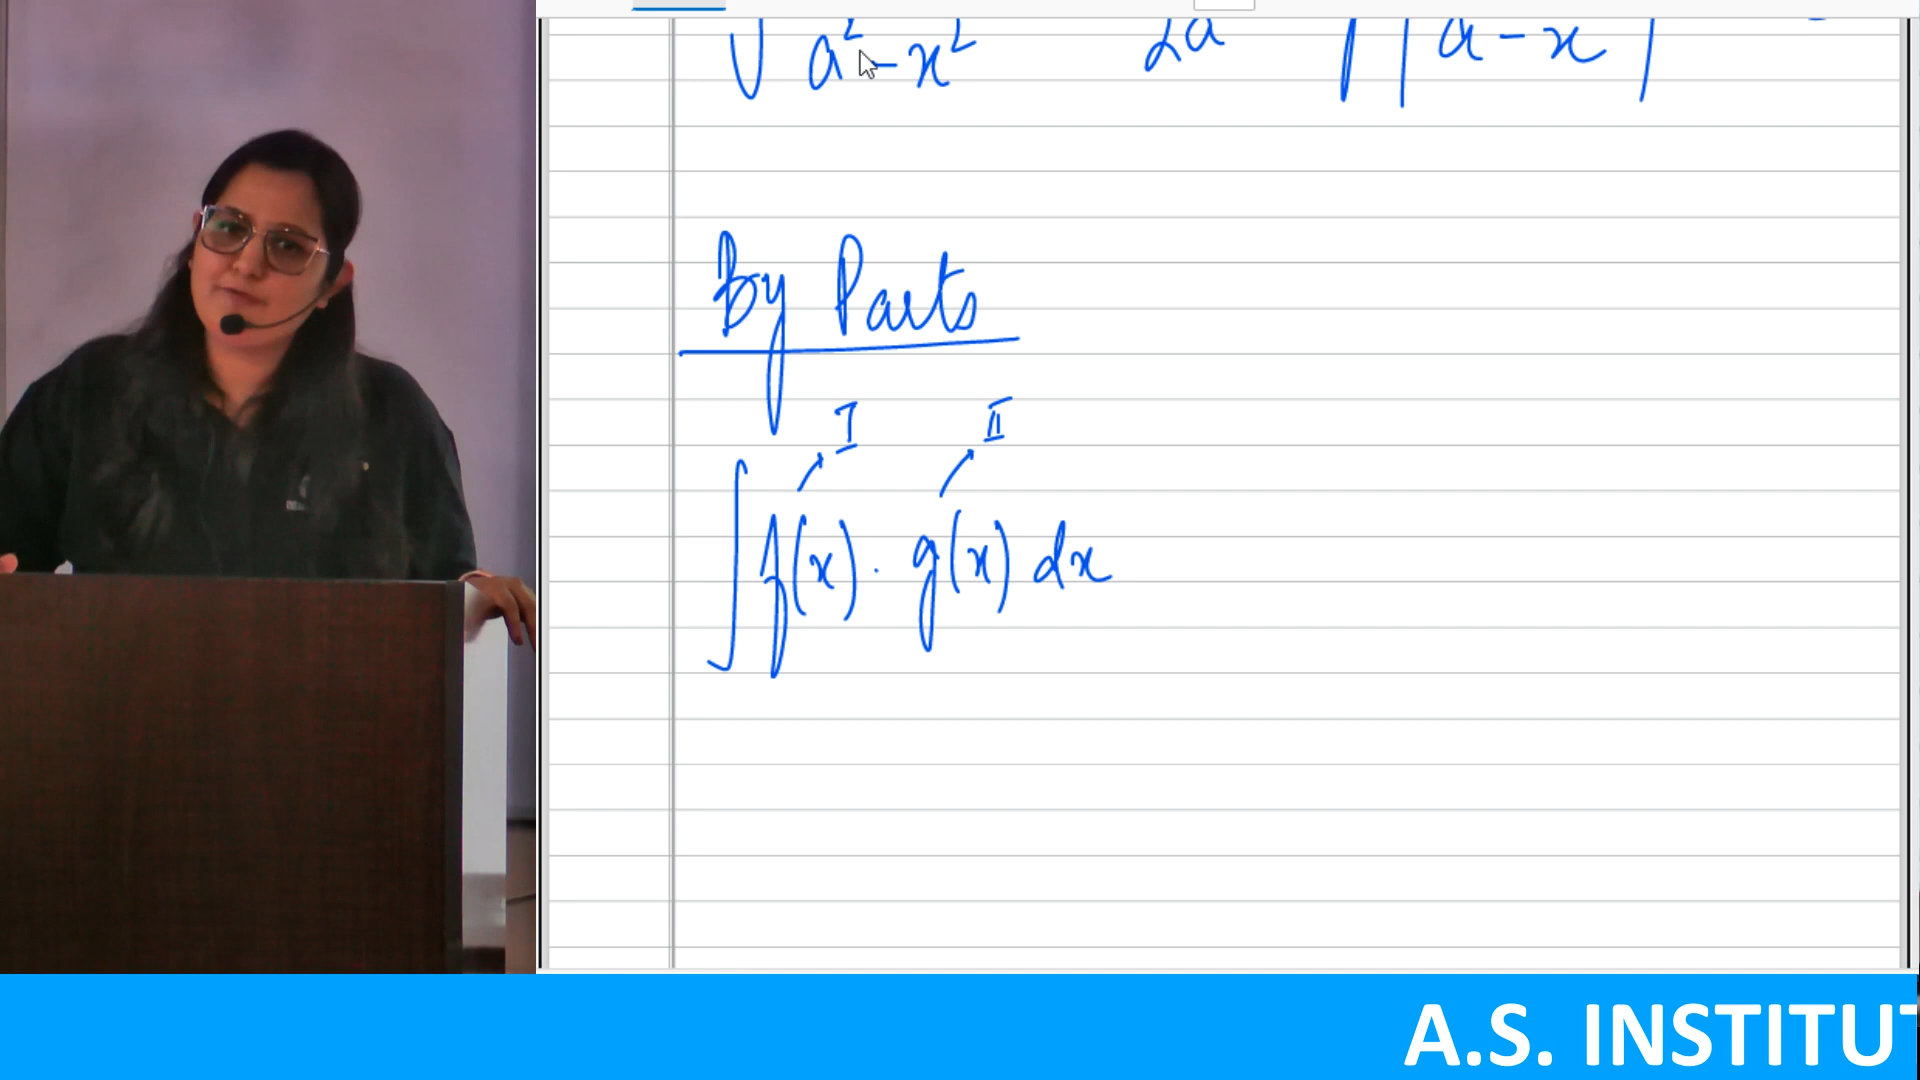 ∫ a² - x² 2a | a - x |
By Parts
I II
∫ f(x) . g(x) dx
A.S. INSTITUT